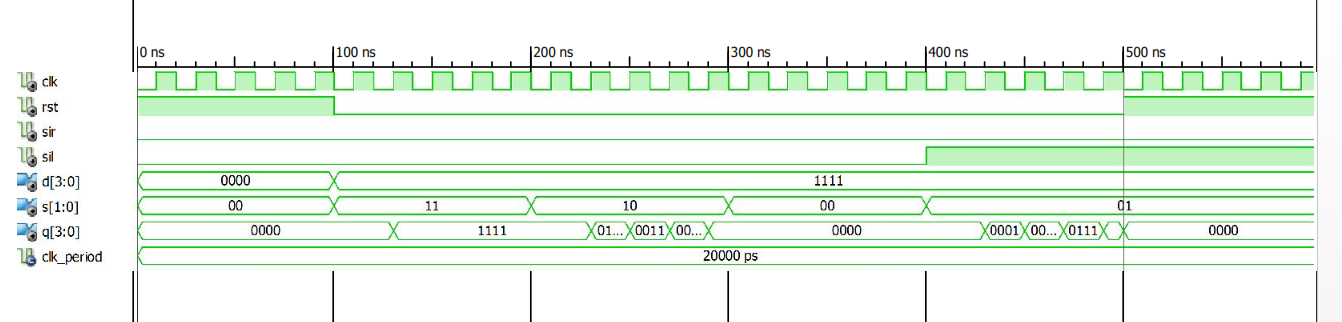 0 ns 100 ns 200 ns 300 ns 400 ns 500 ns
clk
rst
sir
sil
d[3:0] 0000 1111
s[1:0] 00 11 10 00 01
q[3:0] 0000 1111 01... 0011 00... 0000 0001 00... 0111 0000
clk_period 20000 ps